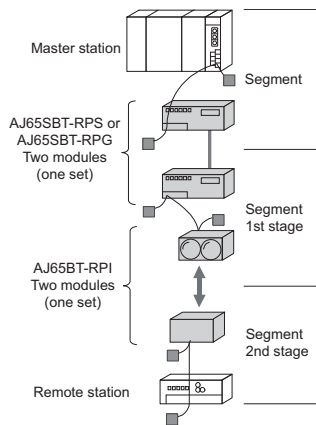 Master station
Segment
AJ65SBT-RPS or
AJ65SBT-RPG
Two modules
(one set)
Segment
1st stage
AJ65BT-RPI
Two modules
(one set)
Segment
2nd stage
Remote station